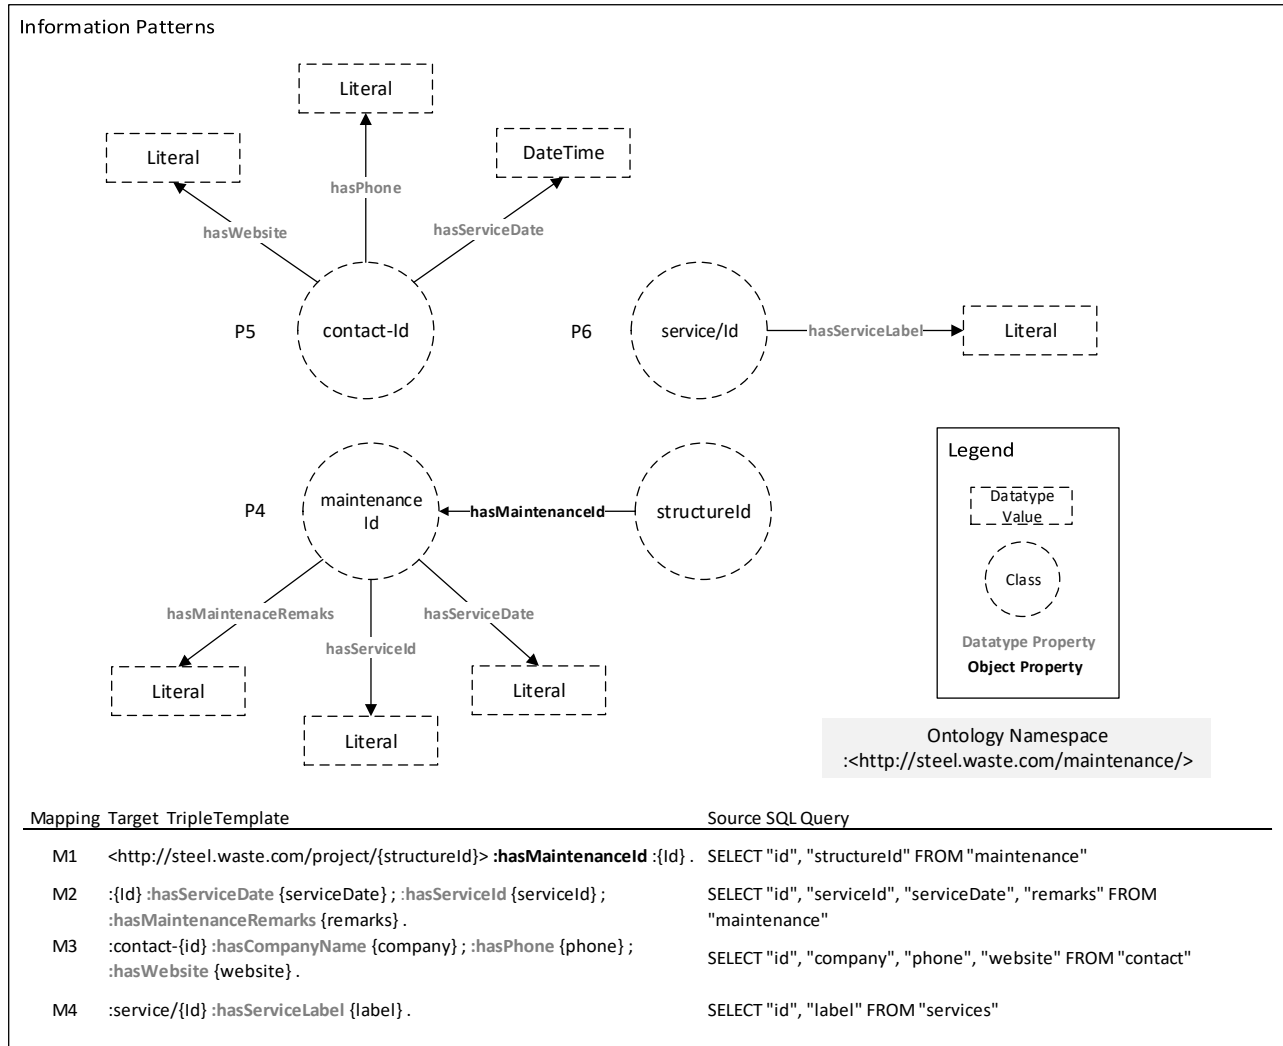 Information Patterns
Literal
Literal
DateTime
hasPhone
hasWebsite
hasServiceDate
P5
contact-Id
P6
service/Id
hasServiceLabel
Literal
P4
maintenance
Id
hasMaintenanceId
structureId
hasMaintenaceRemaks
hasServiceId
hasServiceDate
Literal
Literal
Literal
Legend
Datatype
Value
Class
Datatype Property
Object Property
Ontology Namespace
:<http://steel.waste.com/maintenance/>
Mapping Target TripleTemplate Source SQL Query
M1 <http://steel.waste.com/project/{structureId}> :hasMaintenanceId :{Id} . SELECT "id", "structureId" FROM "maintenance"
M2 :{Id} :hasServiceDate {serviceDate} ; :hasServiceId {serviceId} ; SELECT "id", "serviceId", "serviceDate", "remarks" FROM
:hasMaintenanceRemarks {remarks} . "maintenance"
M3 :contact-{id} :hasCompanyName {company} ; :hasPhone {phone} ;
:hasWebsite {website} . SELECT "id", "company", "phone", "website" FROM "contact"
M4 :service/{Id} :hasServiceLabel {label} . SELECT "id", "label" FROM "services"